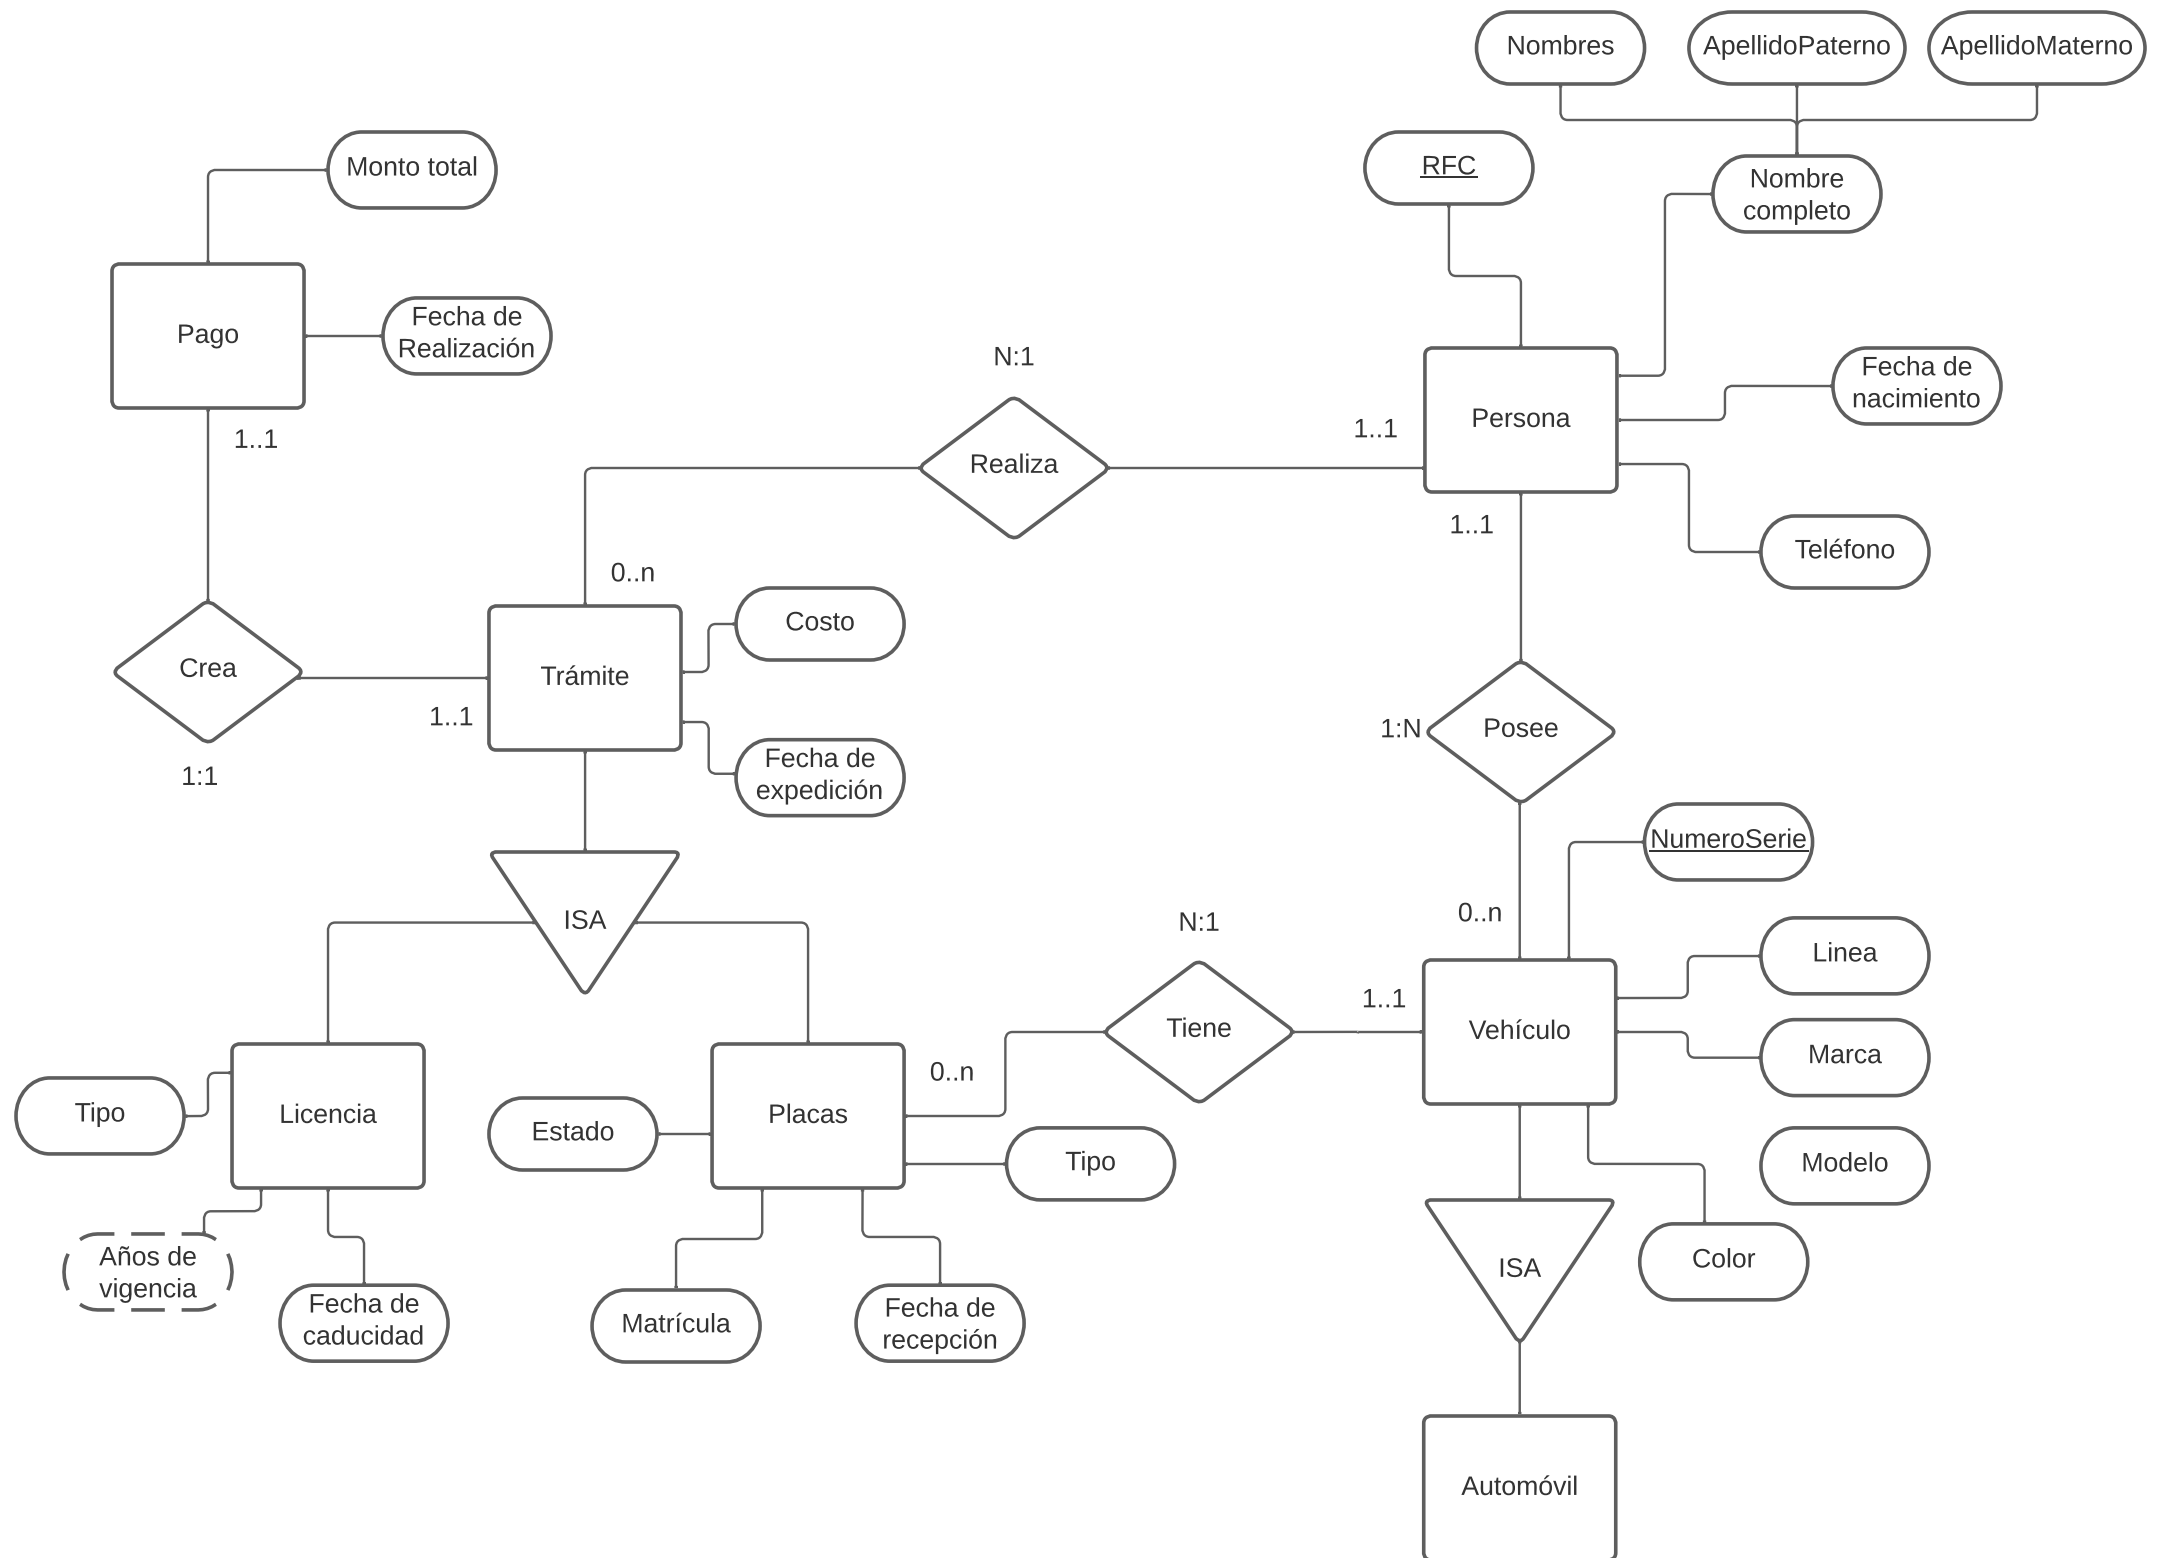 Nombres
ApellidoPaterno
ApellidoMaterno
Monto total
RFC
Nombre
completo
Pago
Fecha de
Realización
N:1
Persona
Fecha de
nacimiento
1..1
1..1
Realiza
1..1
Teléfono
0..n
Costo
Crea
Trámite
1..1
1:1
Fecha de
expedición
1:N
Posee
NumeroSerie
ISA
N:1
0..n
Linea
1..1
Tiene
Vehículo
Marca
0..n
Tipo
Licencia
Estado
Placas
Tipo
Modelo
Años de
vigencia
Fecha de
caducidad
Matrícula
Fecha de
recepción
ISA
Color
Automóvil